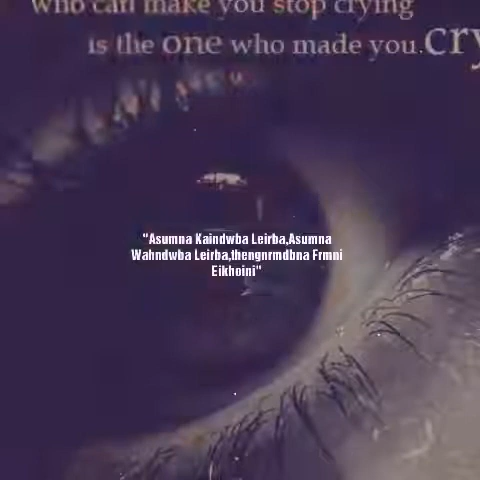 who can make you stop crying
is the one who made you.cry
"Asumna Kaindwba Leirba,Asumna
Wahndwba Leirba,thengnrmdbna Frmni
Eikhoini"